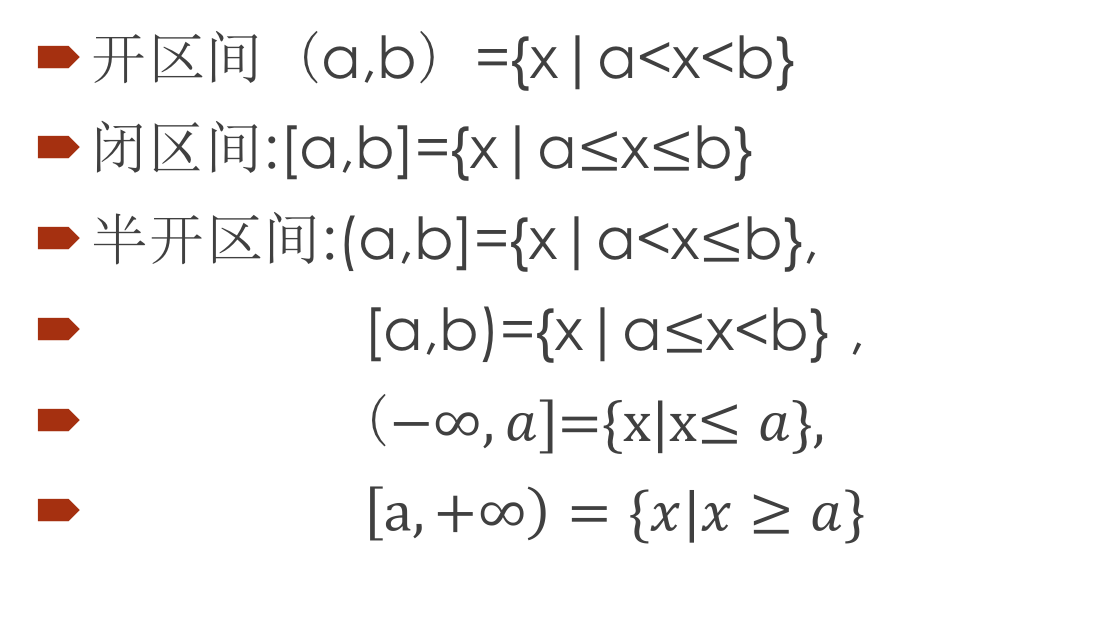 开区间（a,b）={x|a<x<b}
闭区间:[a,b]={x|a≤x≤b}
半开区间:(a,b]={x|a<x≤b},
[a,b)={x|a≤x<b} ,
（−∞,a]={x|x≤ a},
[a,+∞) = {x|x ≥ a}